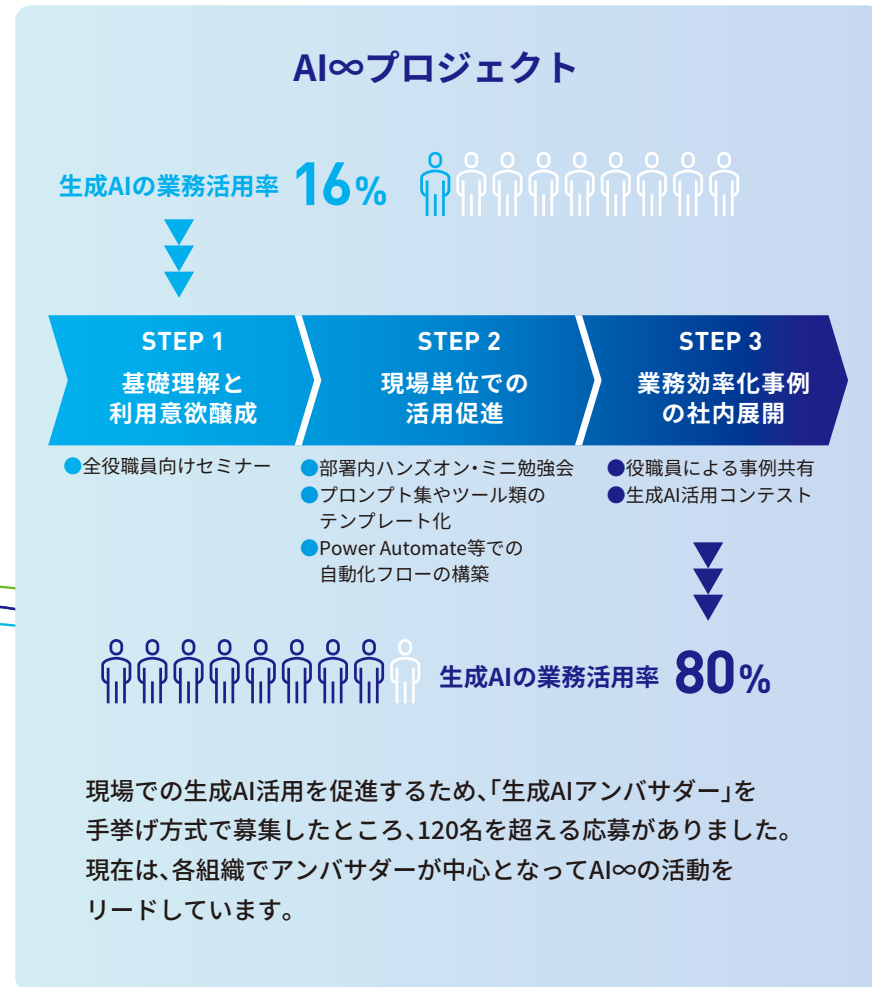 AI∞プロジェクト
生成AIの業務活用率 16%
STEP 1
基礎理解と
利用意欲醸成
●全役職員向けセミナー
STEP 2
現場単位での
活用促進
●部署内ハンズオン・ミニ勉強会
●プロンプト集やツール類の
テンプレート化
●Power Automate等での
自動化フローの構築
STEP 3
業務効率化事例
の社内展開
●役職員による事例共有
●生成AI活用コンテスト
生成AIの業務活用率 80%
現場での生成AI活用を促進するため、「生成AIアンバサダー」を
手挙げ方式で募集したところ、120名を超える応募がありました。
現在は、各組織でアンバサダーが中心となってAI∞の活動を
リードしています。